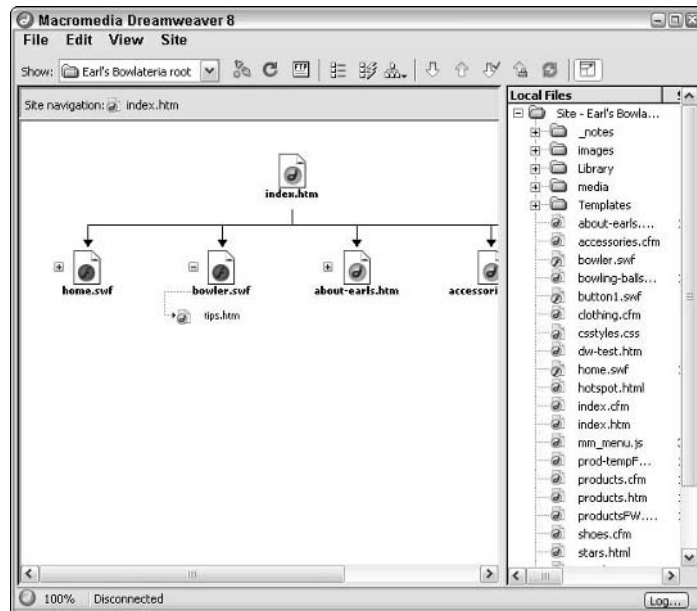 Macromedia Dreamweaver 8
File Edit View Site
Show: Earl's Bowlateria root FTP
Local Files
Site navigation: index.htm
Site - Earl's Bowla...
_notes
images
Library
media
Templates
index.htm
about-earls....
accessories.cfm
bowler.swf
bowling-balls...
home.swf bowler.swf about-earls.htm accessori
button1.swf
tips.htm
clothing.cfm
csstyles.css
dw-test.htm
home.swf
hotspot.html
index.cfm
index.htm
mm_menu.js
prod-tempF...
products.cfm
products.htm
productsFW....
shoes.cfm
stars.html
100% Disconnected
Log...